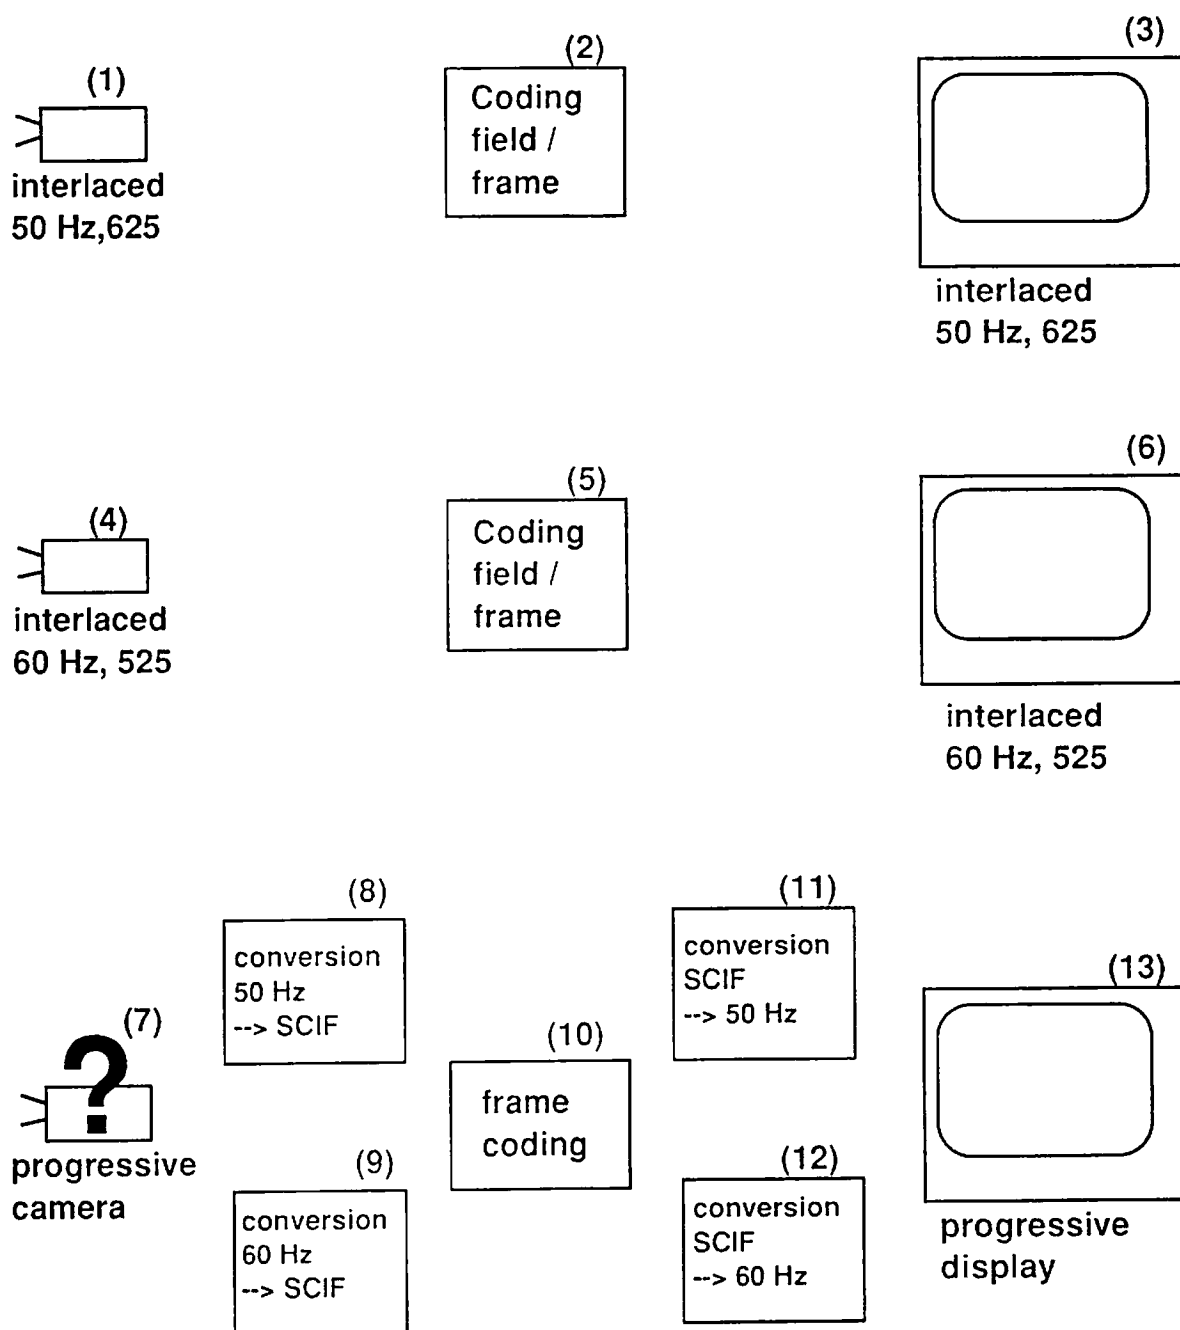 (1)
interlaced
50 Hz,625
(2)
Coding
field /
frame
(3)
interlaced
50 Hz, 625
(4)
interlaced
60 Hz, 525
(5)
Coding
field /
frame
(6)
interlaced
60 Hz, 525
(7)
?
progressive
camera
(8)
conversion
50 Hz
--> SCIF
(9)
conversion
60 Hz
--> SCIF
(10)
frame
coding
(11)
conversion
SCIF
--> 50 Hz
(12)
conversion
SCIF
--> 60 Hz
(13)
progressive
display